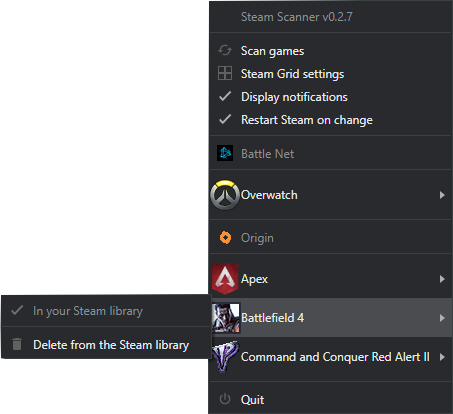 Steam Scanner v0.2.7
Scan games
Steam Grid settings
Display notifications
Restart Steam on change
Battle Net
Overwatch
Origin
Apex
In your Steam library
Battlefield 4
Delete from the Steam library
Command and Conquer Red Alert II
Quit